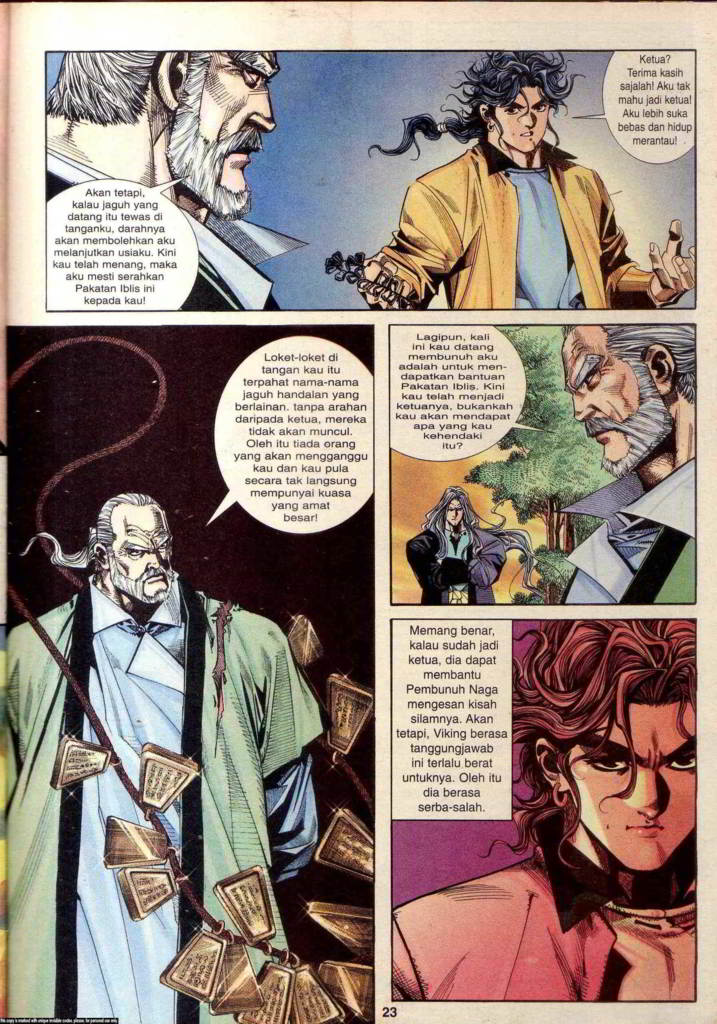 Ketua?
Terima kasih
sajalah! Aku tak
mahu jadi ketua!
Aku lebih suka
bebas dan hidup
merantau!
Akan tetapi,
kalau jaguh yang
datang itu tewas di
tanganku, darahnya
akan membolehkan aku
melanjutkan usiaku. Kini
kau telah menang, maka
aku mesti serahkan
Pakatan Iblis ini
kepada kau!
Loket-loket di
tangan kau itu
terpahat nama-nama
jaguh handalan yang
berlainan. tanpa arahan
daripada ketua, mereka
tidak akan muncul.
Oleh itu tiada orang
yang akan mengganggu
kau dan kau pula
secara tak langsung
mempunyai kuasa
yang amat
besar!
Lagipun, kali
ini kau datang
membunuh aku
adalah untuk men-
dapatkan bantuan
Pakatan Iblis. Kini
kau telah menjadi
ketuanya, bukankah
kau akan mendapat
apa yang kau
kehendaki
itu?
Memang benar,
kalau sudah jadi
ketua, dia dapat
membantu
Pembunuh Naga
mengesan kisah
silamnya. Akan
tetapi, Viking berasa
tanggungjawab
ini terlalu berat
untuknya. Oleh itu
dia berasa
serba-salah.
23